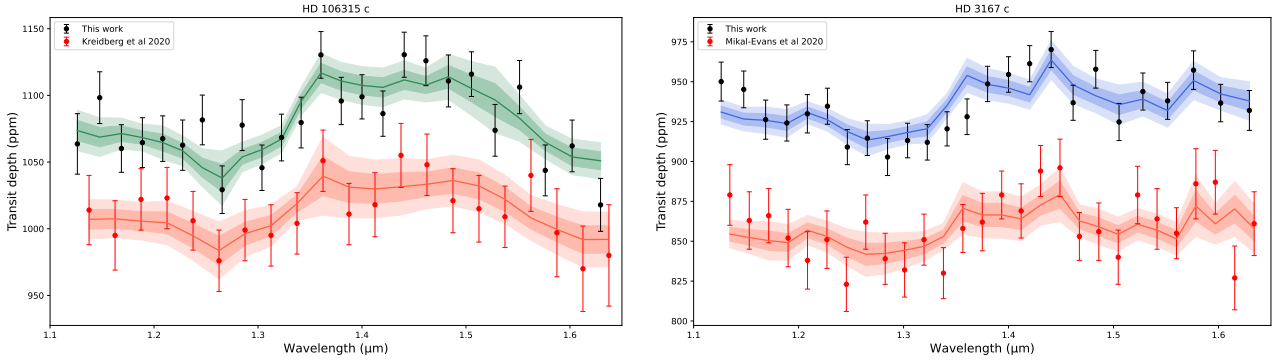 HD 106315 c
This work
Kreidberg et al 2020
Transit depth (ppm)
1150
1100
1050
1000
950
1.1
1.2
1.3
1.4
1.5
1.6
Wavelength (μm)
HD 3167 c
This work
Mikal-Evans et al 2020
Transit depth (ppm)
975
950
925
900
875
850
825
800
1.1
1.2
1.3
1.4
1.5
1.6
Wavelength (μm)